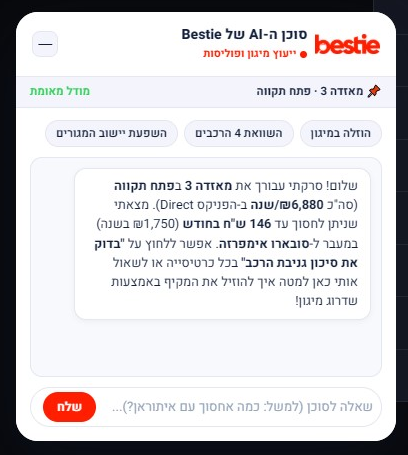 bestie
סוכן ה-AI של Bestie
ייעוץ מיגון ופוליסות
מאזדה 3 · פתח תקווה
מודל מאומת
הוזלה במיגון
השוואת 4 הרכבים
השפעת יישוב המגורים
שלום! סרקתי עבורך את מאזדה 3 בפתח תקווה
(סה"כ ₪6,880/שנה ב-הפניקס Direct). מצאתי
שניתן לחסוך עד 146 ש"ח בחודש (₪1,750 בשנה)
במעבר ל-סובארו אימפרזה. אפשר ללחוץ על "בדוק
את סיכון גניבת הרכב" בכל כרטיסייה או לשאול
אותי כאן למטה איך להוזיל את המקיף באמצעות
שדרוג מיגון!
שאלה לסוכן (למשל: כמה אחסוך עם איתוראן?)...
שלח